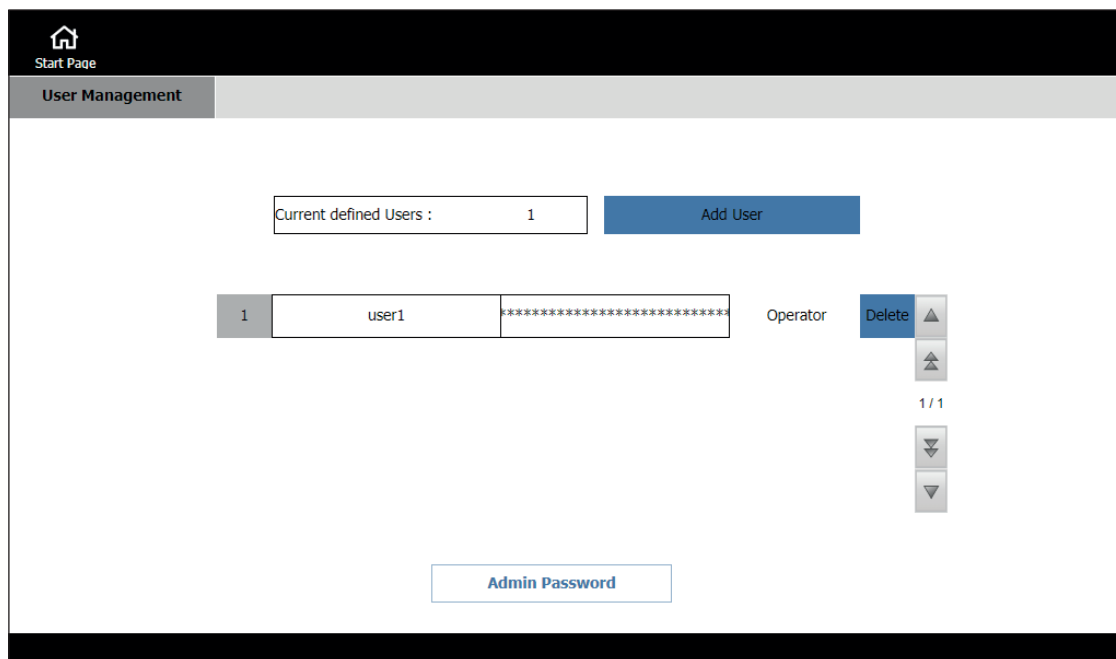 Start Page
User Management
Current defined Users : 1 Add User
1 user1 ***************************** Operator Delete
1 / 1
Admin Password